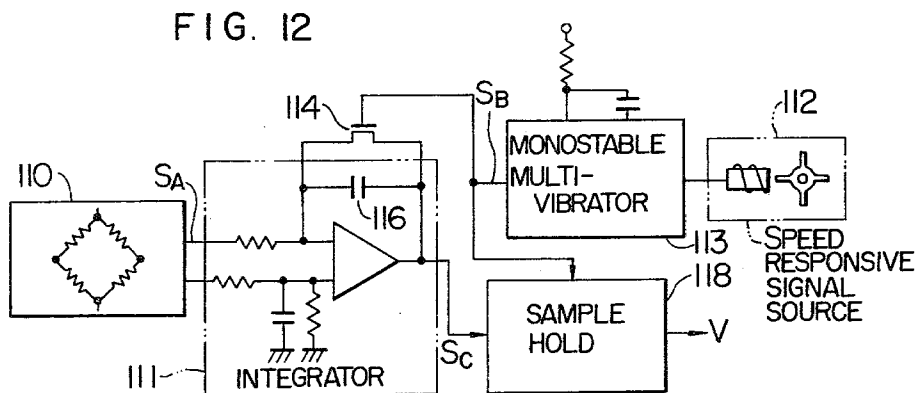 FIG. 12
114
SB
112
110
SA
MONOSTABLE
MULTI-
VIBRATOR
116
113
SPEED
RESPONSIVE
SIGNAL
SOURCE
118
SAMPLE
HOLD
V
SC
111
INTEGRATOR